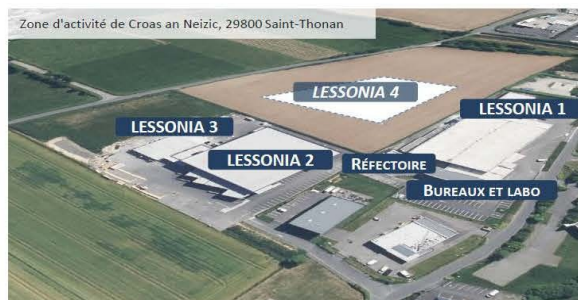 Zone d'activité de Croas an Neizic, 29800 Saint-Thonan
LESSONIA 4
LESSONIA 1
LESSONIA 3
LESSONIA 2
RÉFECTOIRE
BUREAUX ET LABO